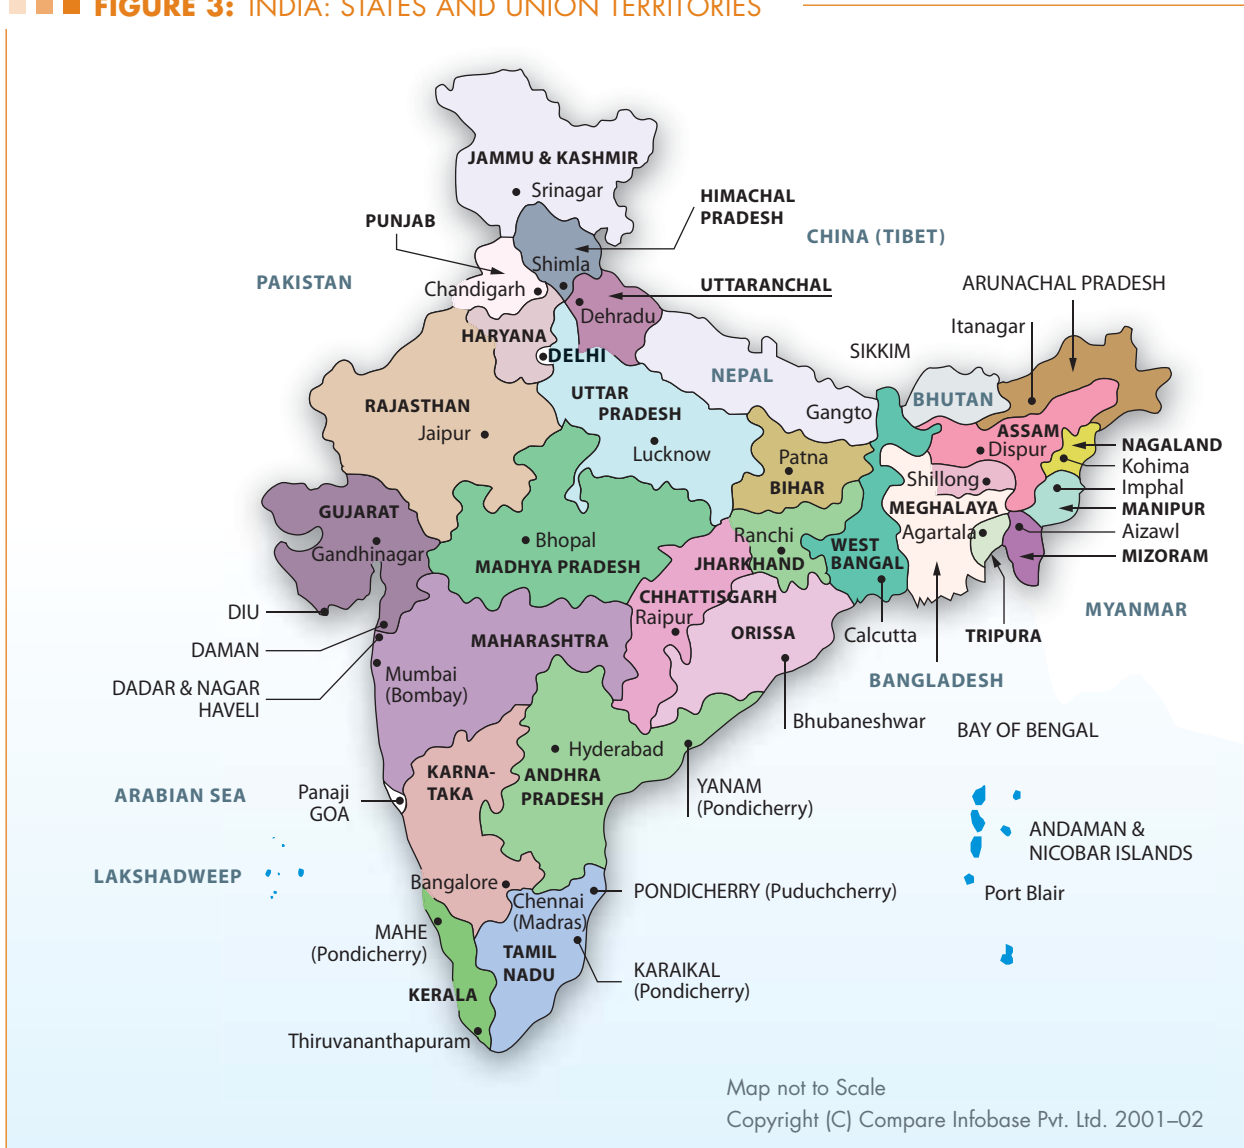 FIGURE 3: INDIA: STATES AND UNION TERRITORIES
JAMMU & KASHMIR
Srinagar
HIMACHAL
PRADESH
PUNJAB
CHINA (TIBET)
Shimla
PAKISTAN
Chandigarh
UTTARANCHAL
ARUNACHAL PRADESH
Dehradu
Itanagar
HARYANA
DELHI
SIKKIM
NEPAL
BHUTAN
UTTAR
PRADESH
RAJASTHAN
Jaipur
Gangto
Lucknow
ASSAM
Dispur
NAGALAND
Kohima
Patna
BIHAR
Shillong
Imphal
MANIPUR
MEGHALAYA
GUJARAT
Gandhinagar
Bhopal
MADHYA PRADESH
Ranchi
JHARKHAND
WEST
BANGAL
Agartala
Aizawl
MIZORAM
CHHATTISGARH
Raipur
DIU
DAMAN
MAHARASHTRA
ORISSA
Calcutta
TRIPURA
MYANMAR
DADAR & NAGAR
HAVELI
Mumbai
(Bombay)
BANGLADESH
Bhubaneshwar
BAY OF BENGAL
Hyderabad
KARNA-
TAKA
ANDHRA
PRADESH
YANAM
(Pondicherry)
ARABIAN SEA
Panaji
GOA
ANDAMAN &
NICOBAR ISLANDS
LAKSHADWEEP
Bangalore
Chennai
(Madras)
PONDICHERRY (Puduchcherry)
Port Blair
MAHE
(Pondicherry)
TAMIL
NADU
KARAIKAL
(Pondicherry)
KERALA
Thiruvananthapuram
Map not to Scale
Copyright (C) Compare Infobase Pvt. Ltd. 2001–02